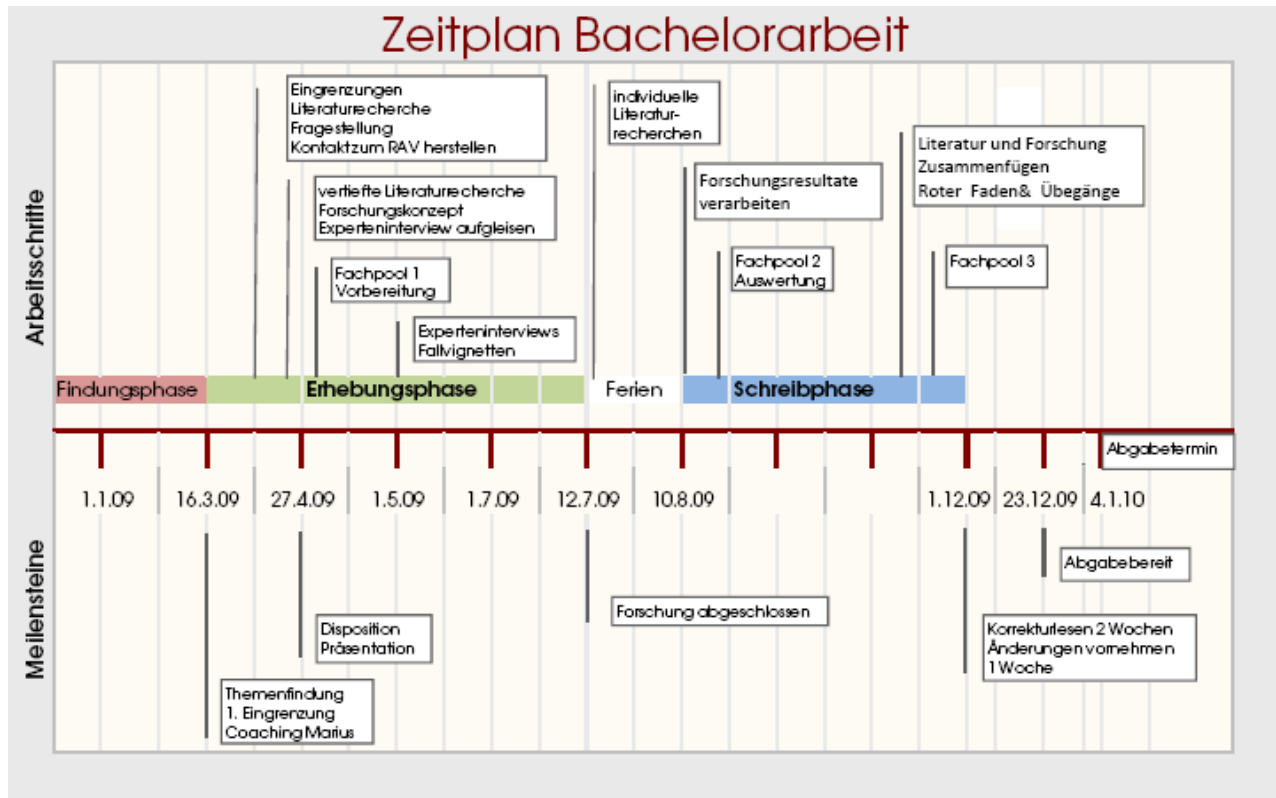 Zeitplan Bachelorarbeit
Arbeitsschritte
Eingrenzungen
Literaturrecherche
Fragestellung
Kontaktzum RAV herstellen
vertiefte Literaturrecherche
Forschungskonzept
Experteninterview aufgleisen
Fachpool 1
Vorbereitung
Experteninterviews
Fallvignetten
individuelle
Literatur-
recherchen
Forschungsresultate
verarbeiten
Fachpool 2
Auswertung
Literatur und Forschung
Zusammenfügen
Roter Faden& Übegänge
Fachpool 3
Findungsphase
Erhebungsphase
Ferien
Schreibphase
Abgabetermin
1.1.09
16.3.09
27.4.09
1.5.09
1.7.09
12.7.09
10.8.09
1.12.09
23.12.09
4.1.10
Meilensteine
Themenfindung
1. Eingrenzung
Coaching Marius
Disposition
Präsentation
Forschung abgeschlossen
Korrekturlesen 2 Wochen
Änderungen vornehmen
1 Woche
Abgabebereit